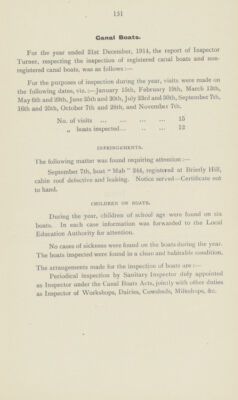 151
Canal Boats.
For the year ended 31st December, 1914, the report of Inspector
Turner, respecting the inspection of registered canal boats and non-
registered canal boats, was as follows :—
For the purposes of inspection during the year, visits were made on
the following dates, viz. :—January 15th, February 19th, March 13th,
May 6th and 29th, June 25th and 30th, July 23rd and 30th, September 7th,
16th and 25th, October 7th and 28th, and November 7th.
No. of visits ... ... ... ... 15
„ boats inspected... ... ... 12
INFRINGEMENTS.
The following matter was found requiring attention :—
September 7th, boat " Mab " 244, registered at Brierly Hill,
cabin roof defective and leaking. Notice served—Certificate not
to hand.
CHILDREN ON BOATS.
During the year, children of school age were found on six
boats. In each case information was forwarded to the Local
Education Authority for attention.
No cases of sickness were found on the boats during the year.
The boats inspected were found in a clean and habitable condition.
The arrangements made for the inspection of boats are :—
Periodical inspection by Sanitary Inspector duly appointed
as Inspector under the Canal Boats Acts, jointly with other duties
as Inspector of Workshops, Dairies, Cowsheds, Milkshops, &c.